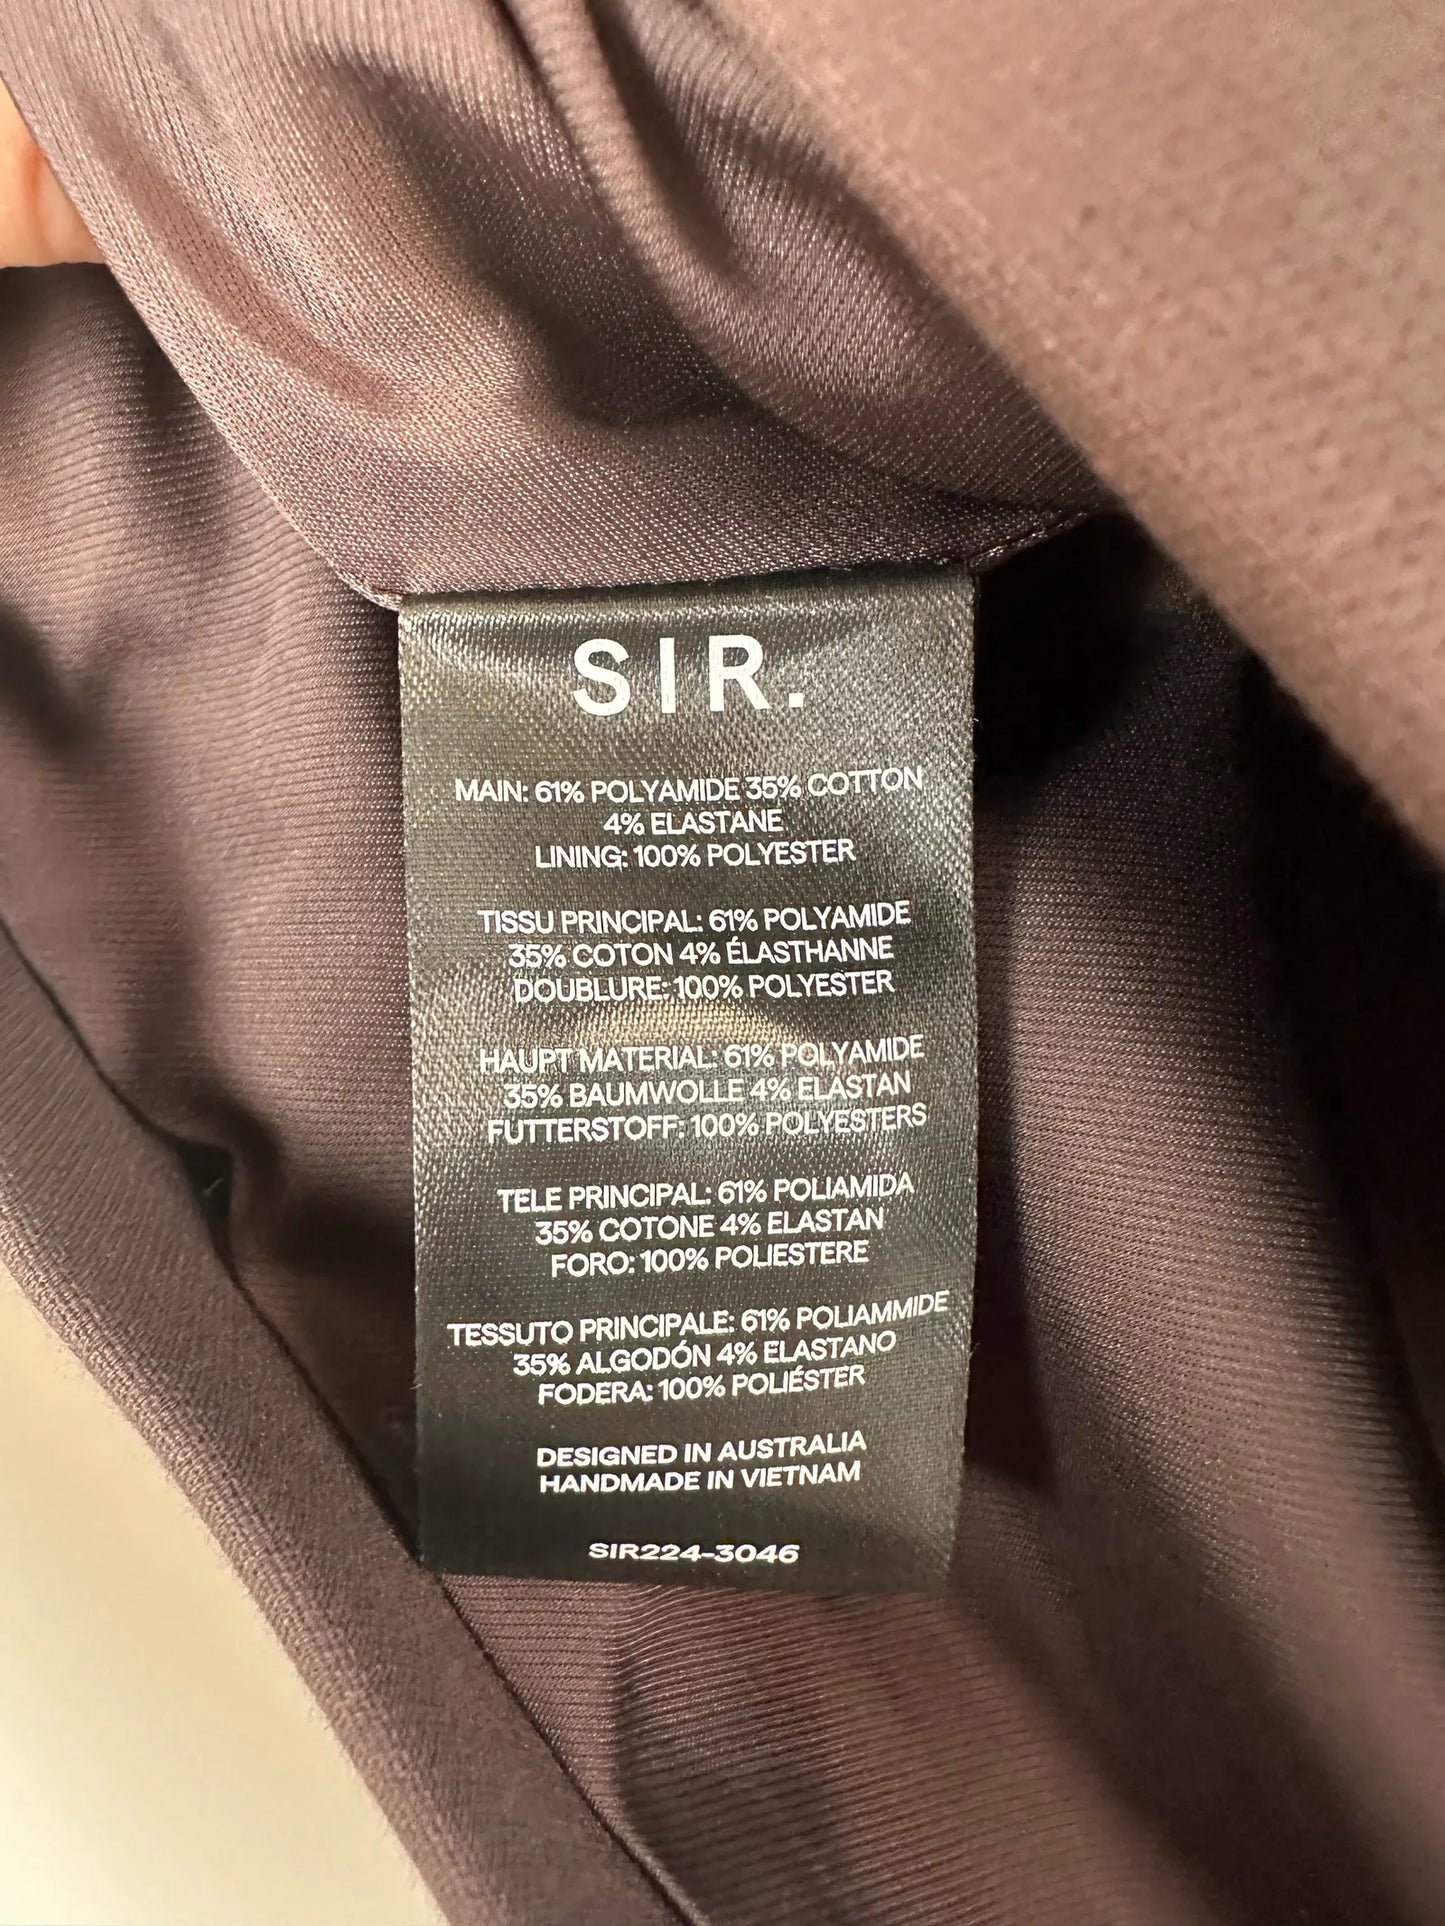 SIR.
MAIN: 61% POLYAMIDE 35% COTTON
4% ELASTANE
LINING: 100% POLYESTER
TISSU PRINCIPAL: 61% POLYAMIDE
35% COTON 4% ÉLASTHANNE
DOUBLURE: 100% POLYESTER
HAUPT MATERIAL: 61% POLYAMIDE
35% BAUMWOLLE 4% ELASTAN
FUTTERSTOFF: 100% POLYESTERS
TELE PRINCIPAL: 61% POLIAMIDA
35% COTONE 4% ELASTAN
FORO: 100% POLIESTERE
TESSUTO PRINCIPALE: 61% POLIAMMIDE
35% ALGODÓN 4% ELASTANO
FODERA: 100% POLIÉSTER
DESIGNED IN AUSTRALIA
HANDMADE IN VIETNAM
SIR224-3046